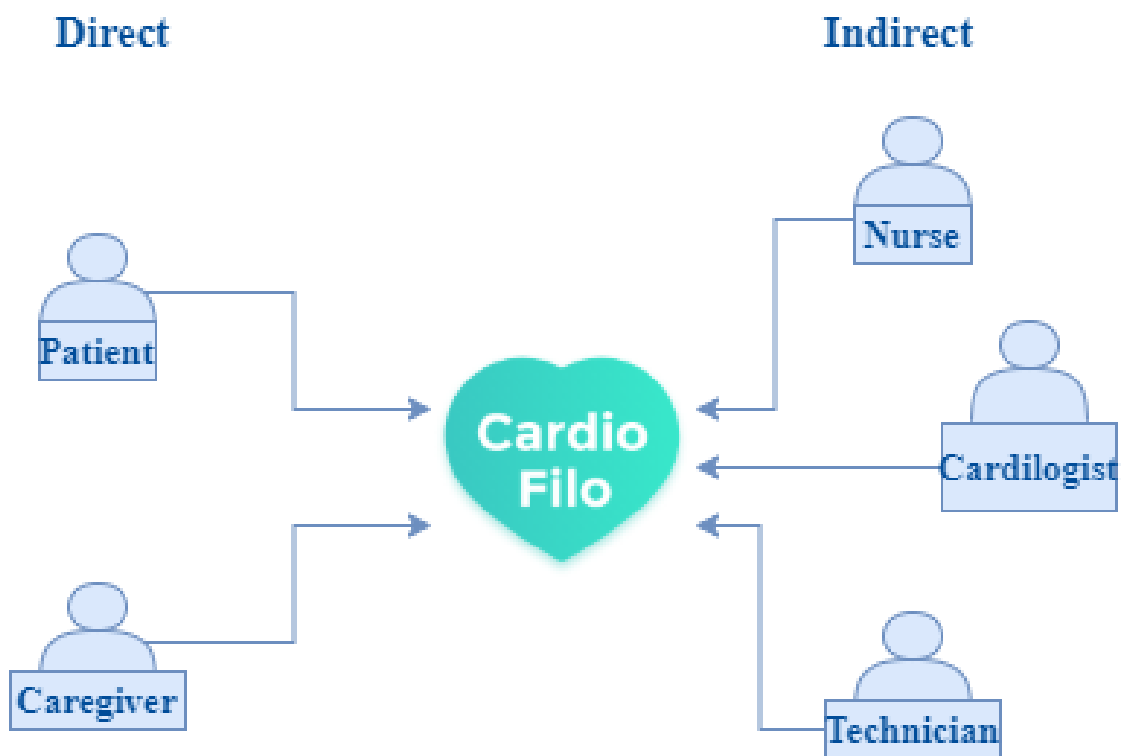 Direct
Indirect
Nurse
Patient
Cardilogist
Cardio
Filo
Caregiver
Technician